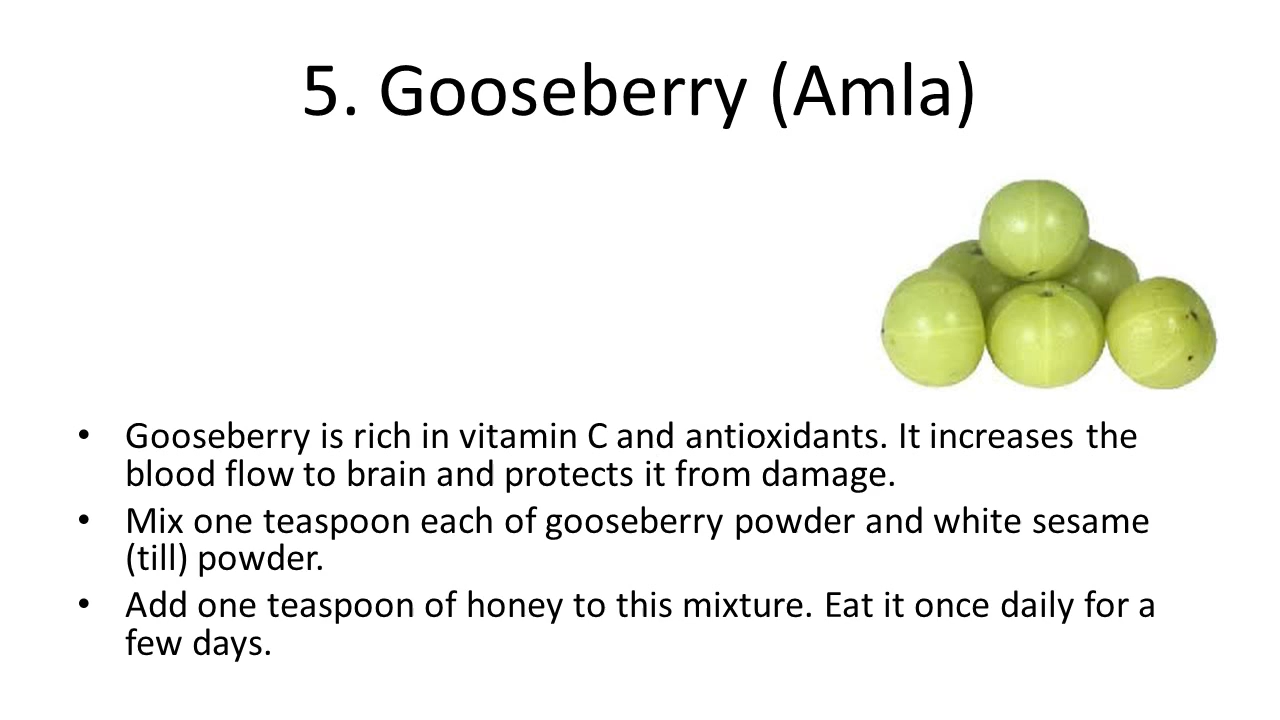 5. Gooseberry (Amla)
• Gooseberry is rich in vitamin C and antioxidants. It increases the
blood flow to brain and protects it from damage.
• Mix one teaspoon each of gooseberry powder and white sesame
(till) powder.
• Add one teaspoon of honey to this mixture. Eat it once daily for a
few days.